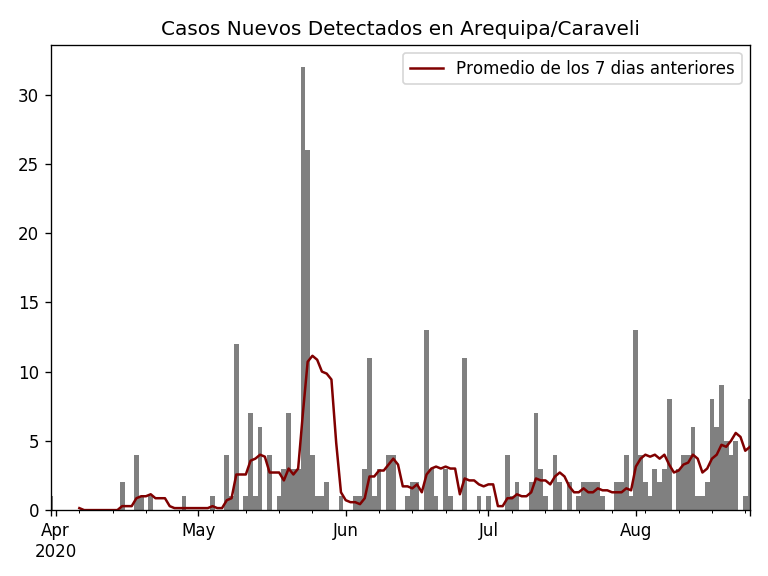 Casos Nuevos Detectados en Arequipa/Caraveli
Promedio de los 7 dias anteriores
30
25
20
15
10
5
0
Apr May Jun Jul Aug
2020